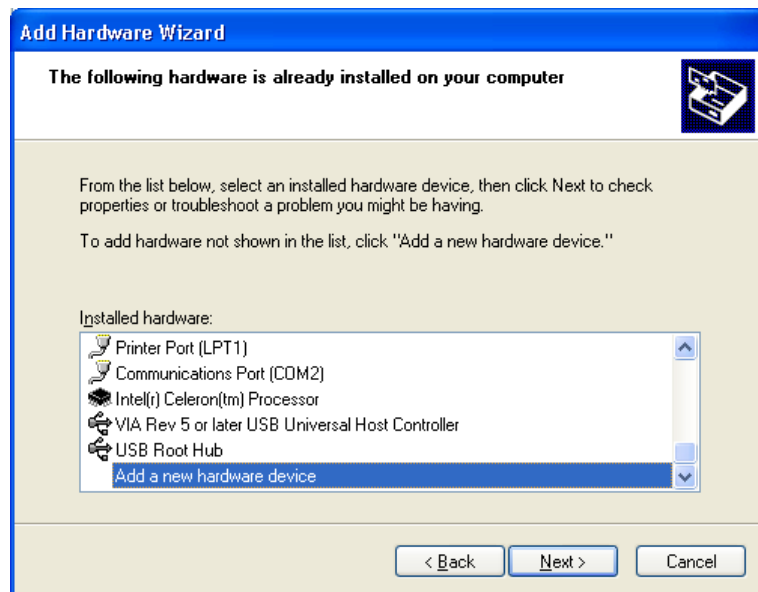 Add Hardware Wizard
The following hardware is already installed on your computer
From the list below, select an installed hardware device, then click Next to check
properties or troubleshoot a problem you might be having.
To add hardware not shown in the list, click "Add a new hardware device."
Installed hardware:
Printer Port (LPT1)
Communications Port (COM2)
Intel(r) Celeron(tm) Processor
VIA Rev 5 or later USB Universal Host Controller
USB Root Hub
Add a new hardware device
< Back Next > Cancel